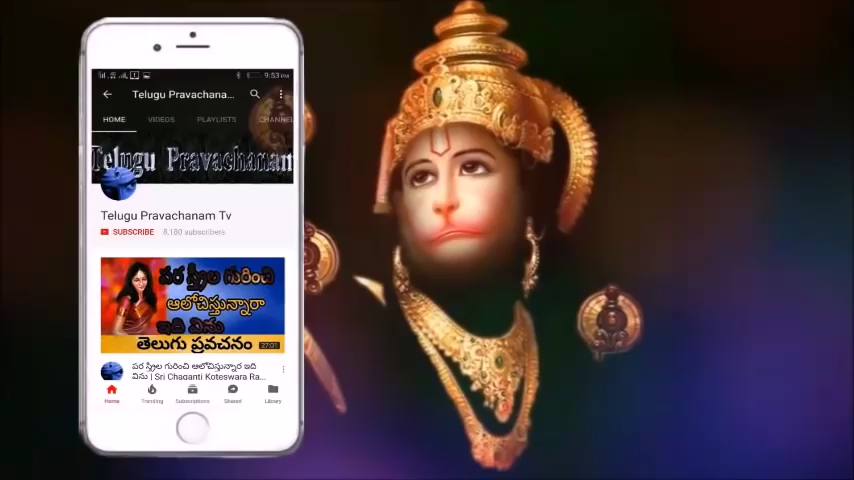 9:53 PM
Telugu Pravachana...
HOME VIDEOS PLAYLISTS CHANNEL
Telugu Pravachanam
Telugu Pravachanam Tv
SUBSCRIBE 8,180 subscribers
పర స్త్రీల గురించి
ఆలోచిస్తున్నారా
ఇది విను
తెలుగు ప్రవచనం
27:01
పర స్త్రీల గురించి ఆలోచిస్తున్నార ఇది
విను | Sri Chaganti Koteswara Ra...
Home Trending Subscriptions Shared Library